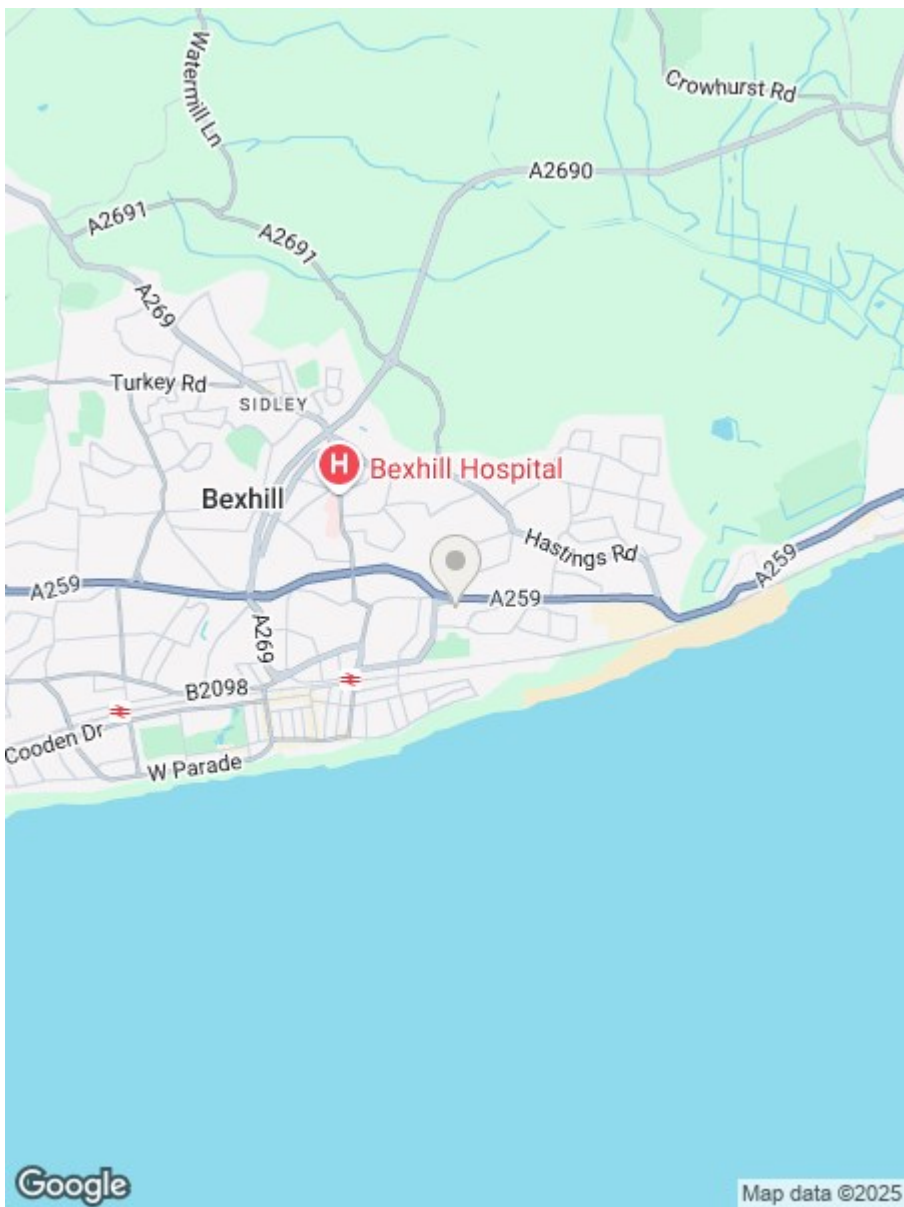 Watermill Ln
Crowhurst Rd
A2690
A2691
A2691
A269
Turkey Rd
SIDLEY
H
Bexhill Hospital
Bexhill
Hastings Rd
A259
A259
A259
A269
B2098
Cooden Dr
W Parade
Google
Map data ©2025